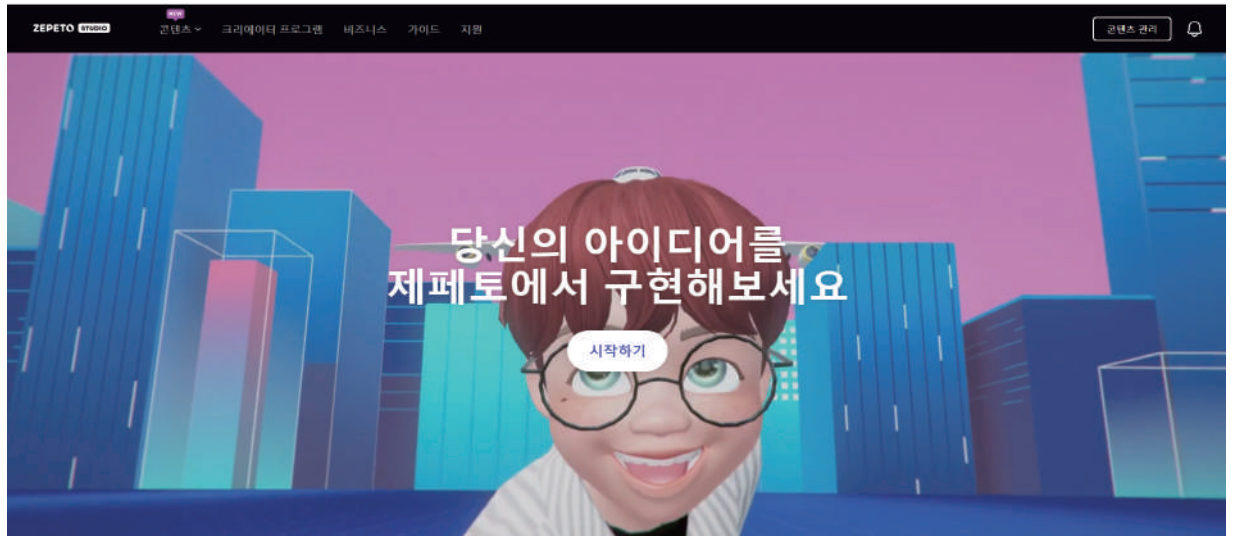 ZEPETO STUDIO
NEW
콘텐츠 크리에이터 프로그램 비즈니스 가이드 지원
콘텐츠 관리
당신의 아이디어를
제페토에서 구현해보세요
시작하기